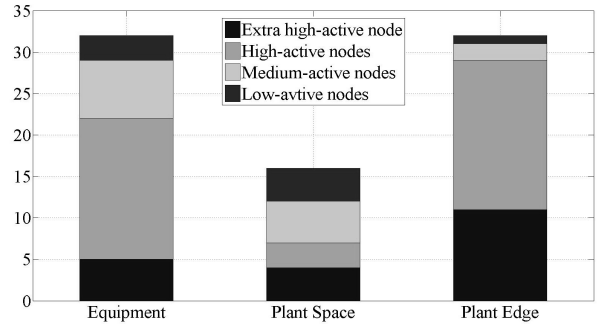 35
30
25
20
15
10
5
0
Extra high-active node
High-active nodes
Medium-active nodes
Low-avtive nodes
Equipment
Plant Space
Plant Edge